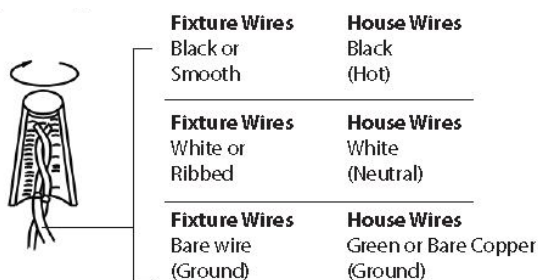 Fixture Wires House Wires
Black or Black
Smooth (Hot)
Fixture Wires House Wires
White or White
Ribbed (Neutral)
Fixture Wires House Wires
Bare wire Green or Bare Copper
(Ground) (Ground)